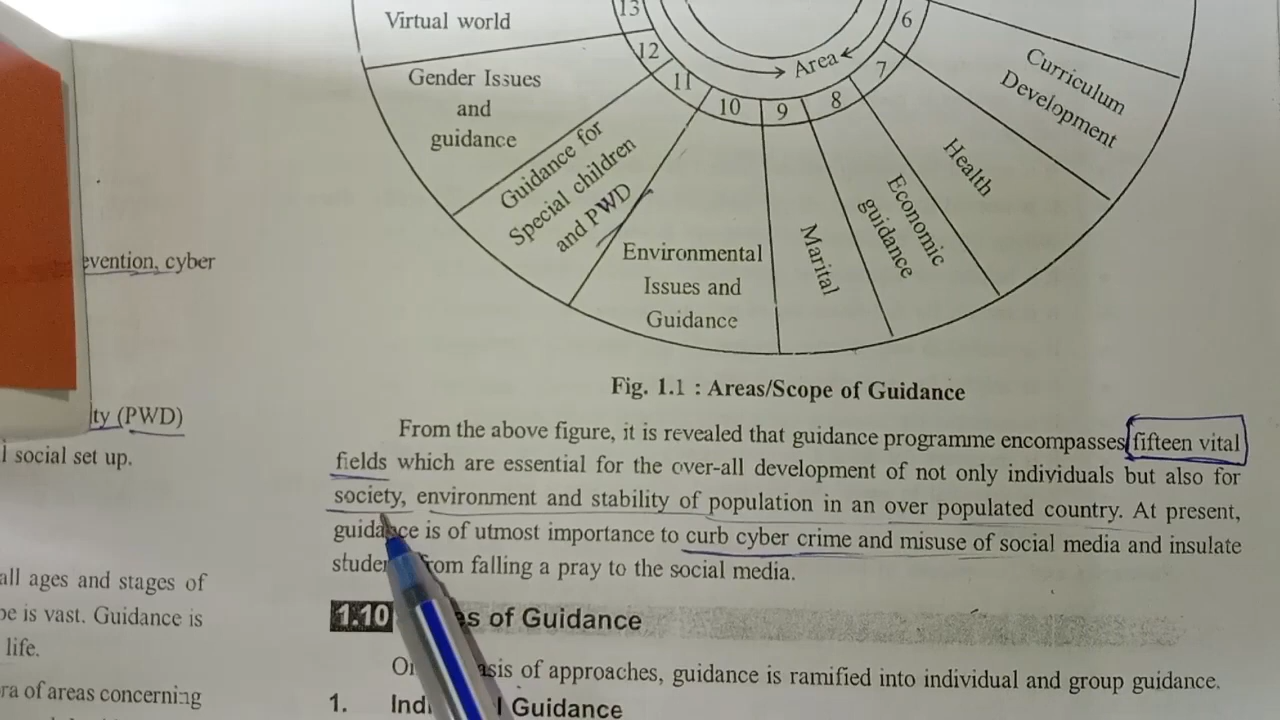 13
Virtual world
12
Gender Issues
and
guidance
11
Guidance for
Special children
and PWD
10
Environmental
Issues and
Guidance
9
Marital
8
Economic
guidance
7
Health
6
Curriculum
Development
Area
evention, cyber
ty (PWD)
l social set up.
all ages and stages of
pe is vast. Guidance is
life.
ra of areas concerning
Fig. 1.1 : Areas/Scope of Guidance
From the above figure, it is revealed that guidance programme encompasses fifteen vital
fields which are essential for the over-all development of not only individuals but also for
society, environment and stability of population in an over populated country. At present,
guidance is of utmost importance to curb cyber crime and misuse of social media and insulate
studen from falling a pray to the social media.
1.10 es of Guidance
asis of approaches, guidance is ramified into individual and group guidance.
1. Ind l Guidance